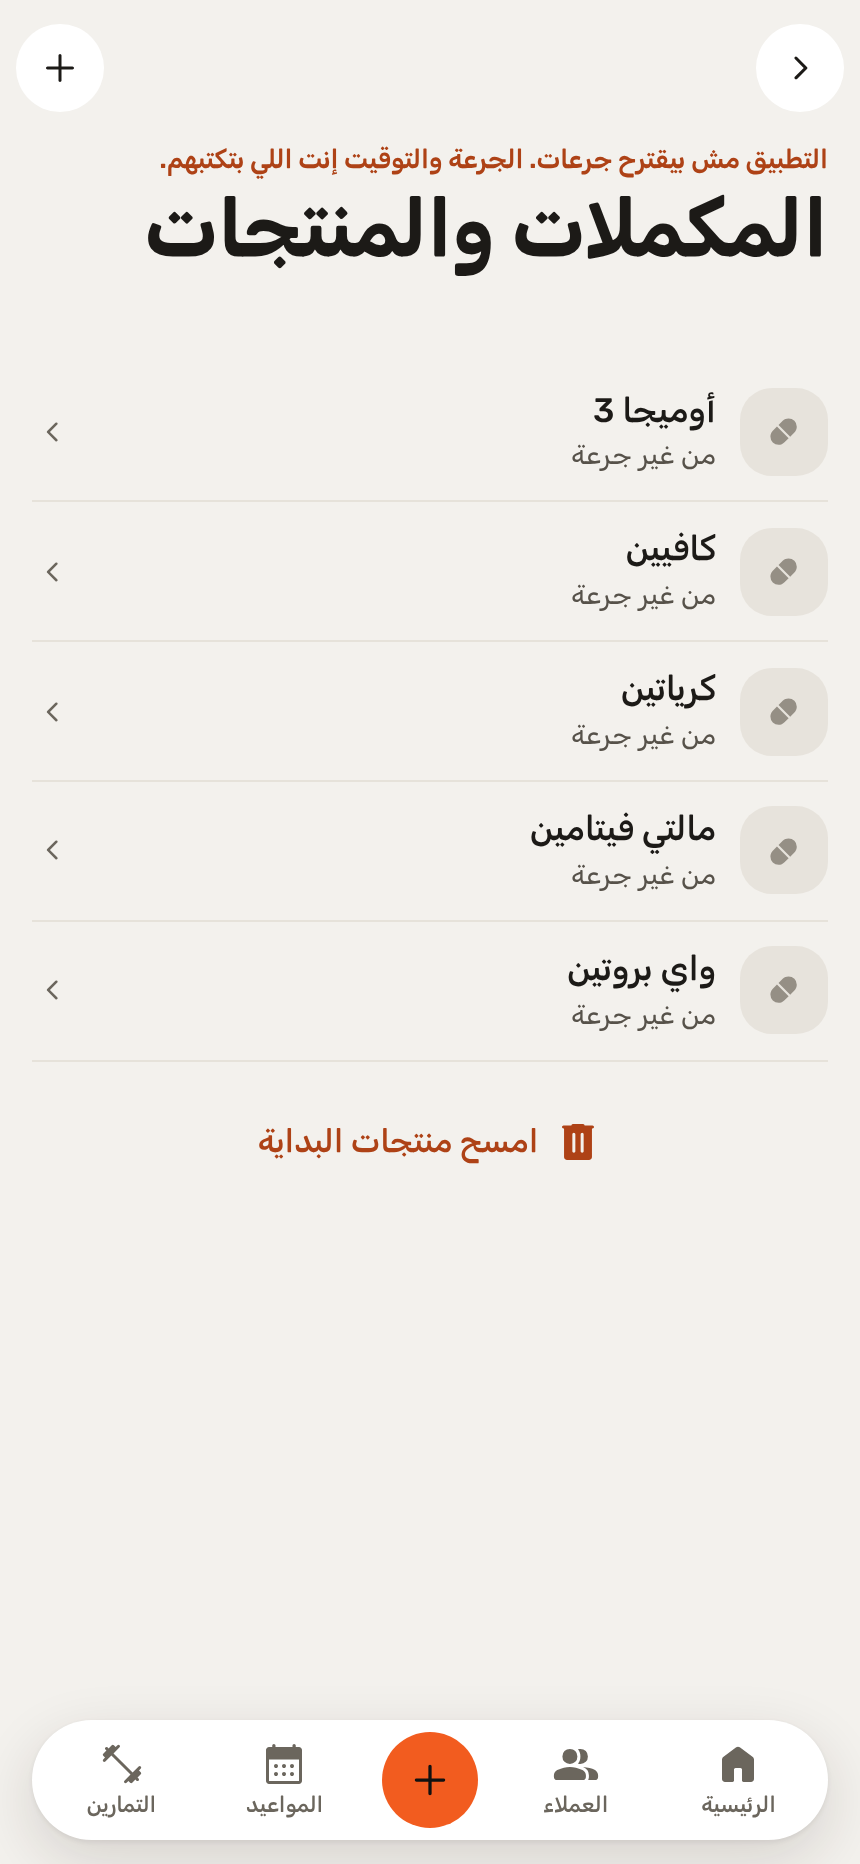 التطبيق مش بيقترح جرعات. الجرعة والتوقيت إنت اللي بتكتبهم.
المكملات والمنتجات
أوميجا 3
من غير جرعة
كافيين
من غير جرعة
كرياتين
من غير جرعة
مالتي فيتامين
من غير جرعة
واي بروتين
من غير جرعة
امسح منتجات البداية
الرئيسية
العملاء
المواعيد
التمارين